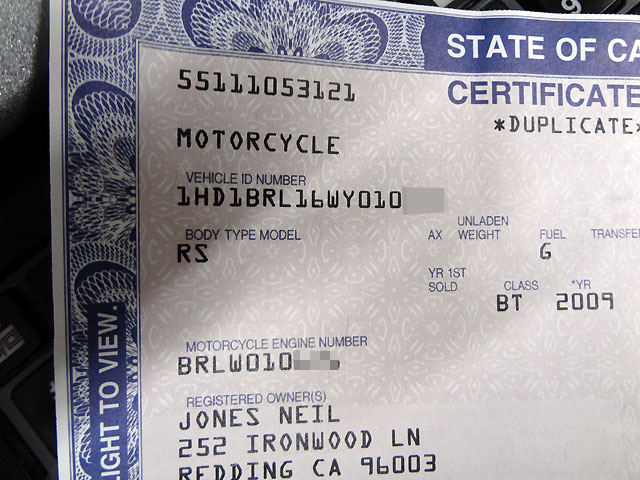 STATE OF CA
55111053121
CERTIFICATE
*DUPLICATE*
MOTORCYCLE
VEHICLE ID NUMBER
1HD1BRL16WY010
BODY TYPE MODEL AX UNLADEN WEIGHT FUEL TRANSFE
RS G
YR 1ST SOLD CLASS *YR
BT 2009
MOTORCYCLE ENGINE NUMBER
BRLW010
REGISTERED OWNER(S)
JONES NEIL
252 IRONWOOD LN
REDDING CA 96003
LIGHT TO VIEW.